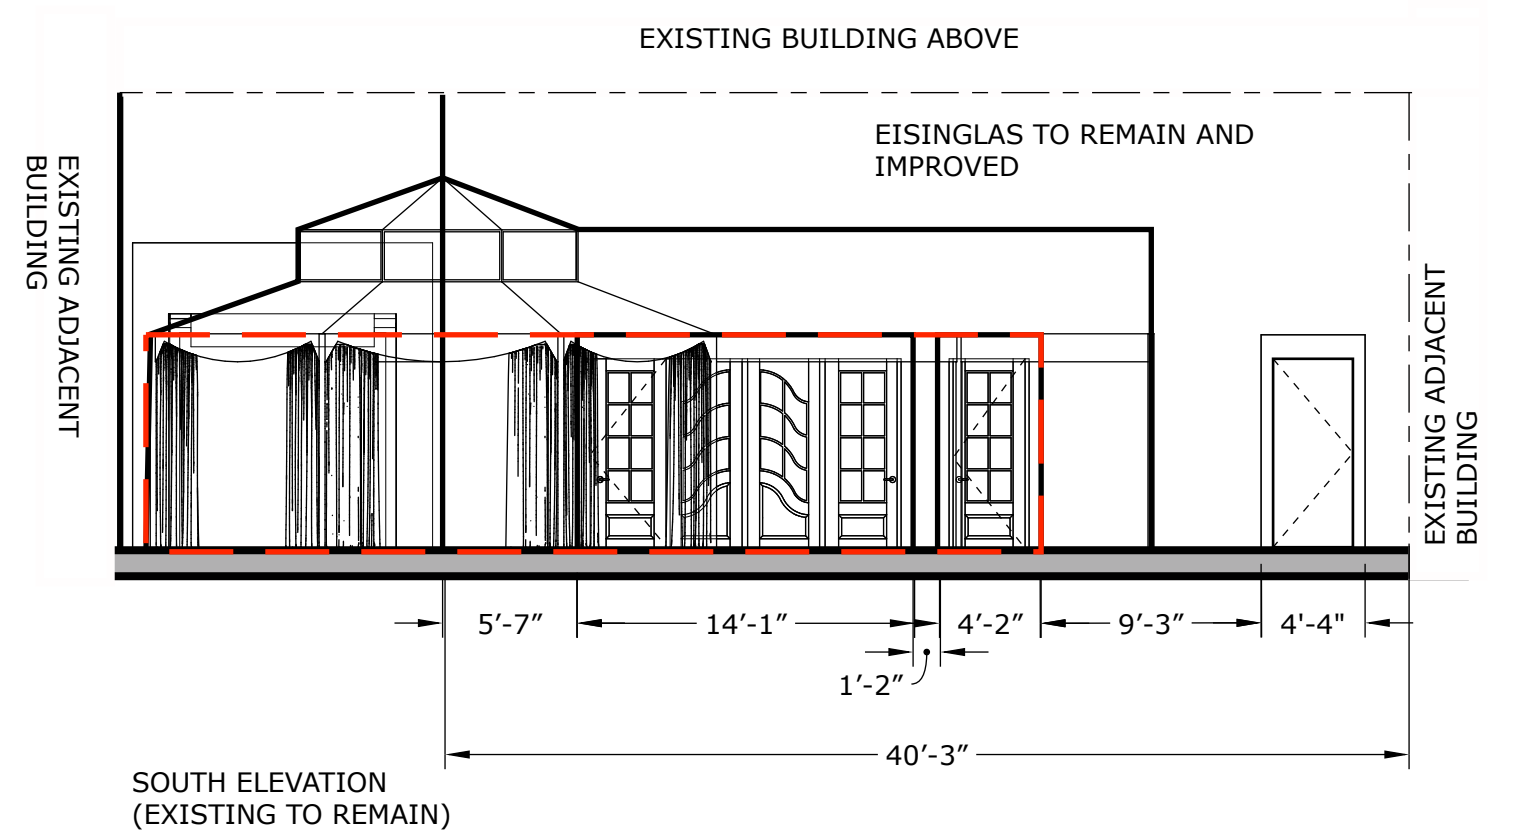 EXISTING BUILDING ABOVE
EISINGLAS TO REMAIN AND
IMPROVED
EXISTING ADJACENT
BUILDING
EXISTING ADJACENT
BUILDING
5’-7”
14’-1”
4’-2”
9’-3”
4'-4"
1’-2”
40’-3”
SOUTH ELEVATION
(EXISTING TO REMAIN)